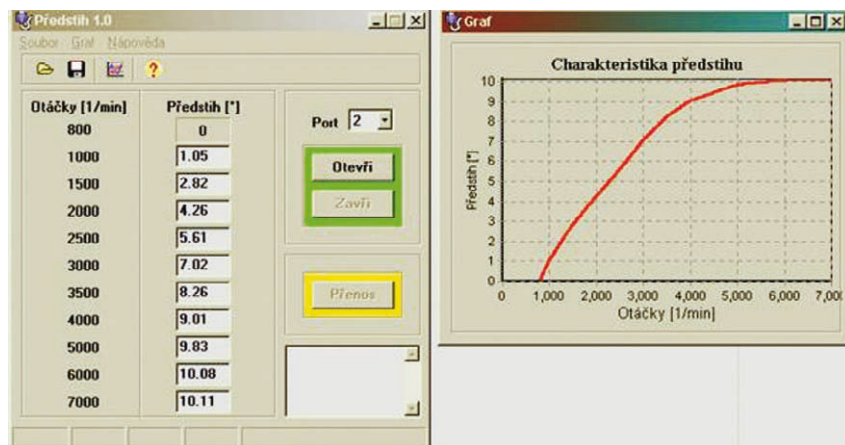 Předstih 1.0
Soubor Graf Nápověda
Otáčky [1/min] Předstih [°]
800 0
1000 1.05
1500 2.82
2000 4.26
2500 5.61
3000 7.02
3500 8.26
4000 9.01
5000 9.83
6000 10.08
7000 10.11
Port 2
Otevři
Zavři
Přenos
Graf
Charakteristika předstihu
Předstih [°]
10
9
8
7
6
5
4
3
2
1
0
0 1,000 2,000 3,000 4,000 5,000 6,000 7,00
Otáčky [1/min]